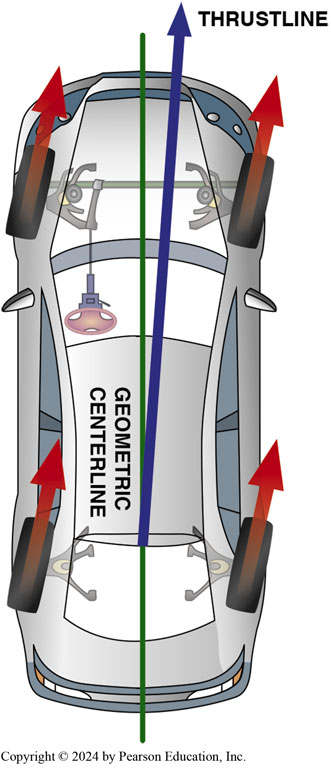 THRUSTLINE
GEOMETRIC
CENTERLINE
Copyright © 2024 by Pearson Education, Inc.